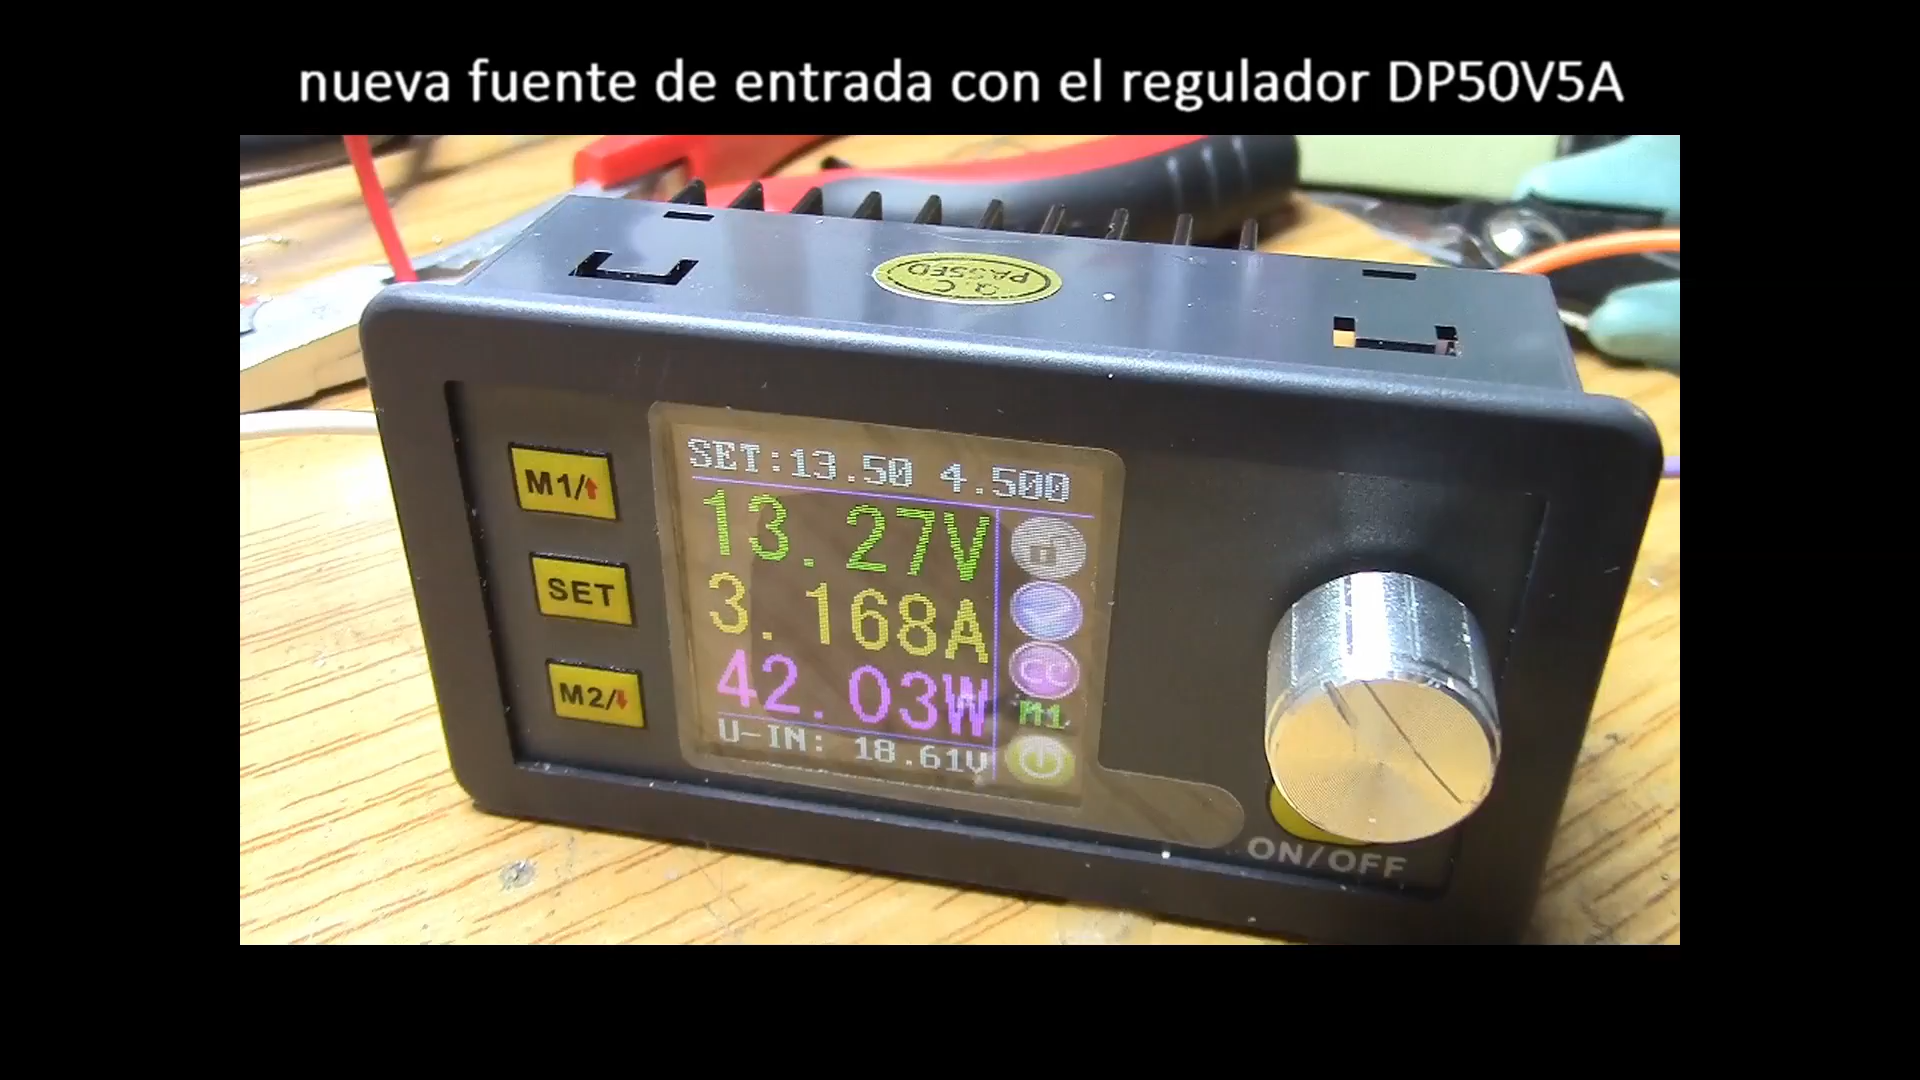 nueva fuente de entrada con el regulador DP50V5A
Q.C.
PASSED
SET:13.50 4.500
M1/
13.27V
SET
3.168A
CC
M2/
42.03W
M1
U-IN: 18.61V
ON/OFF